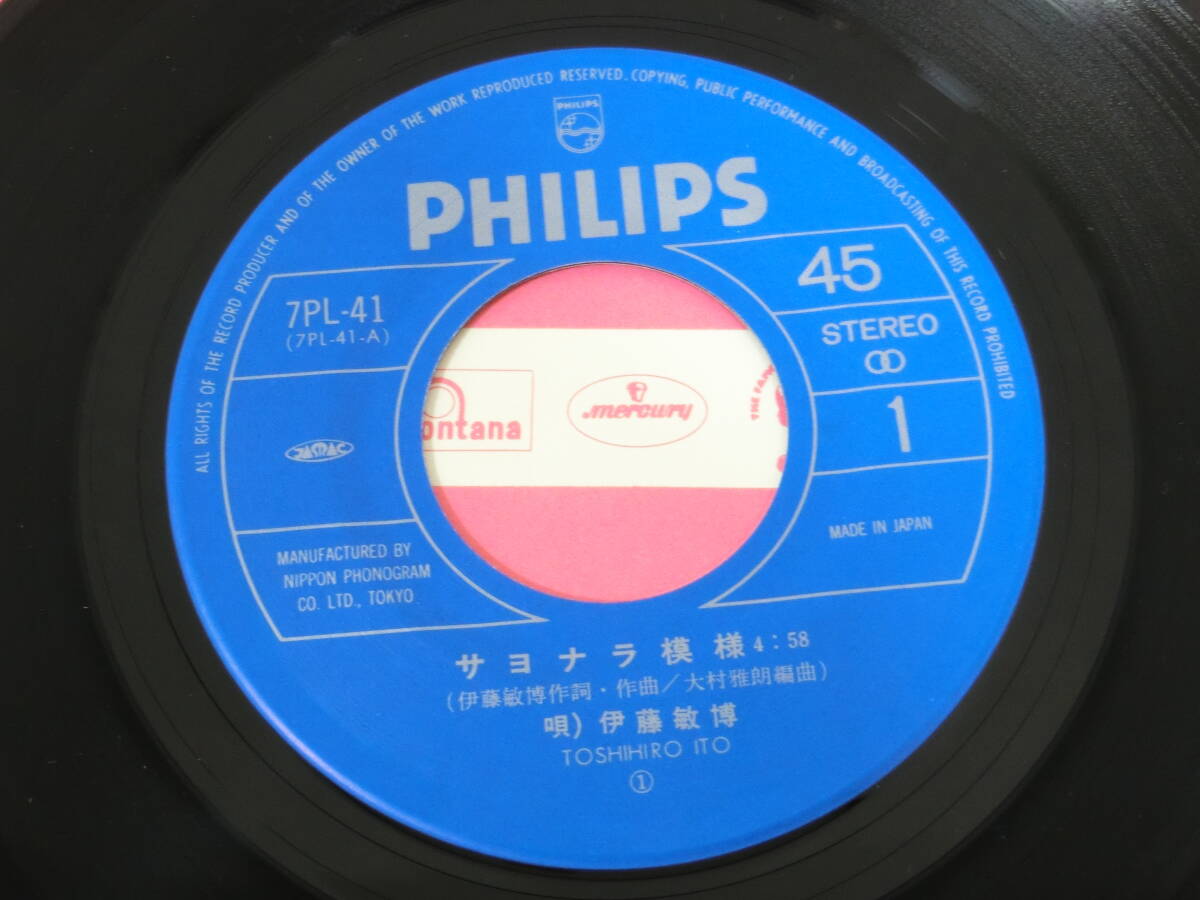 ALL RIGHTS OF THE RECORD PRODUCER AND OF THE OWNER OF THE WORK REPRODUCED RESERVED. COPYING, PUBLIC PERFORMANCE AND BROADCASTING OF THIS RECORD PROHIBITED
PHILIPS
PHILIPS
7PL-41
(7PL-41-A)
JASRAC
MANUFACTURED BY
NIPPON PHONOGRAM
CO. LTD., TOKYO
45
STEREO
1
MADE IN JAPAN
ontana
mercury
サヨナラ模様 4:58
(伊藤敏博作詞・作曲/大村雅朗編曲)
唄) 伊藤敏博
TOSHIHIRO ITO
①